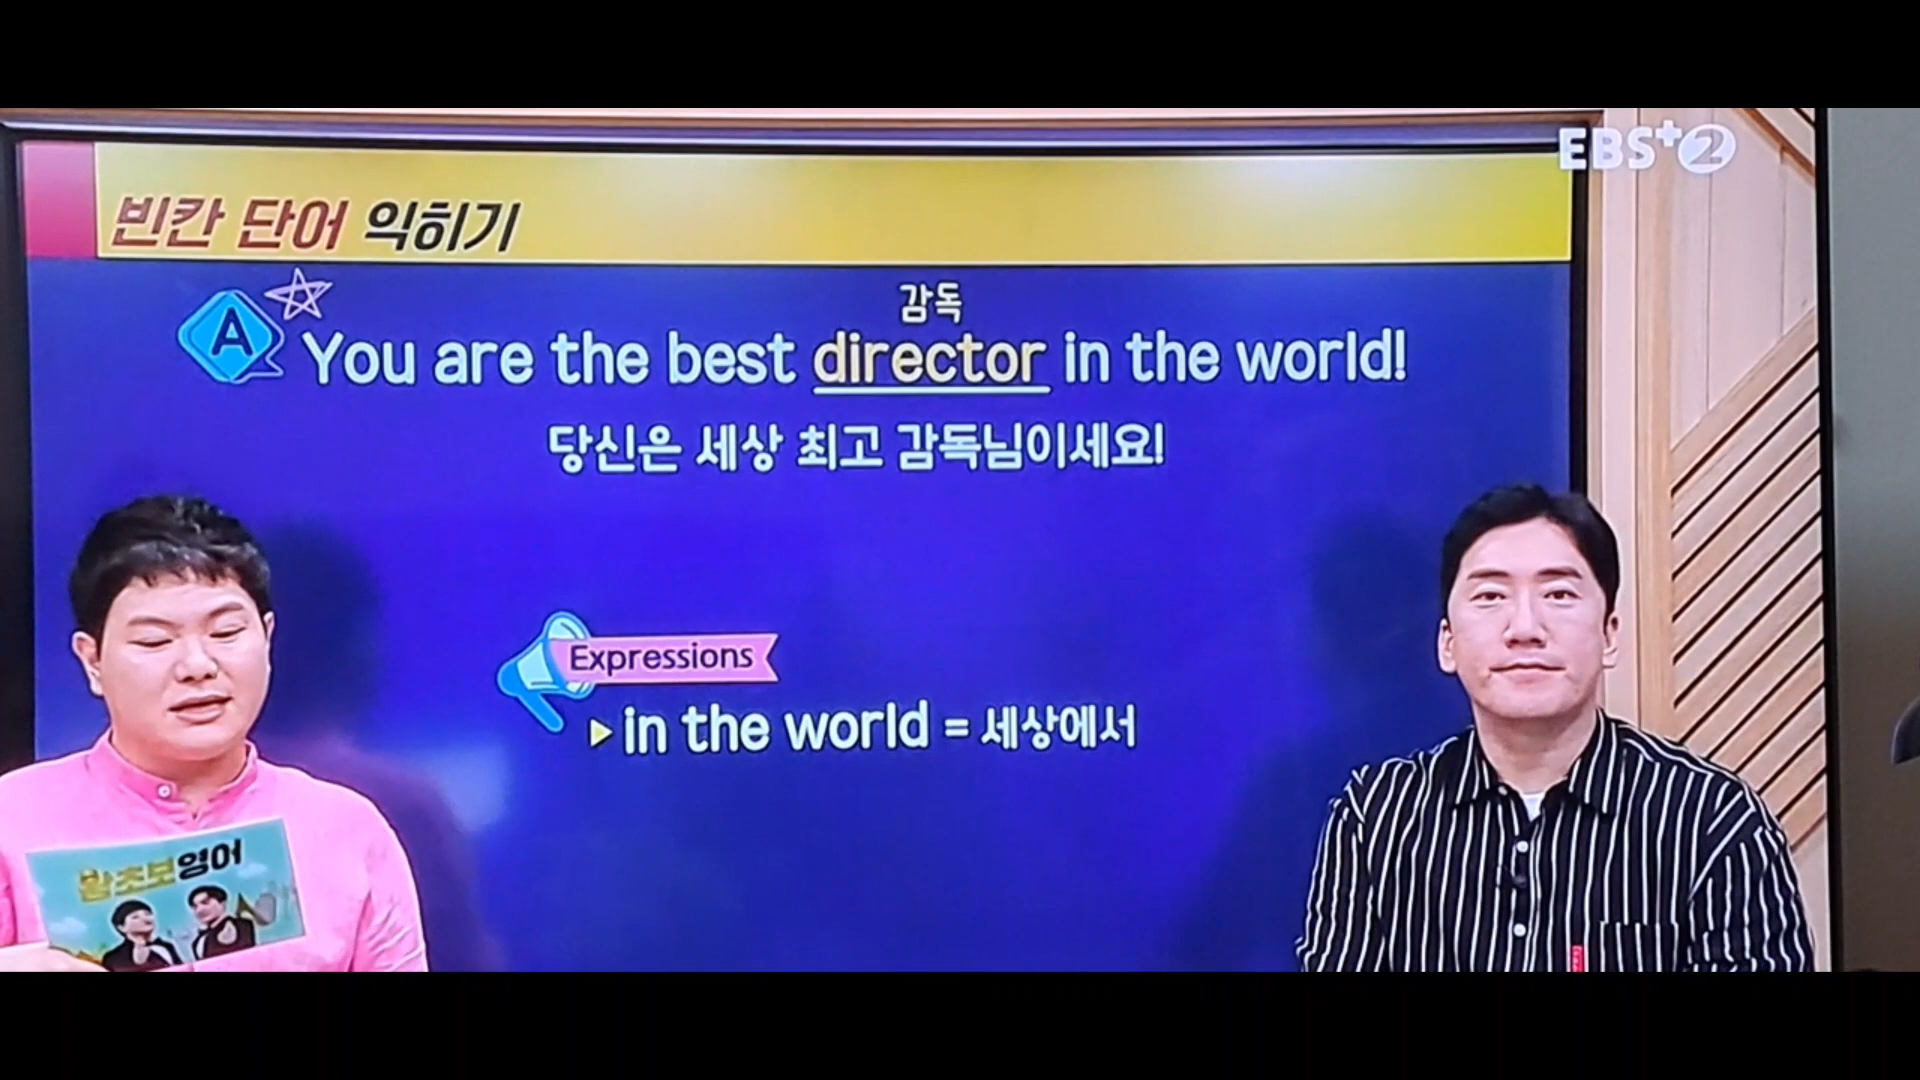 EBS+2
빈칸 단어 익히기
감독
A You are the best director in the world!
당신은 세상 최고 감독님이세요!
Expressions
in the world = 세상에서
왕초보영어